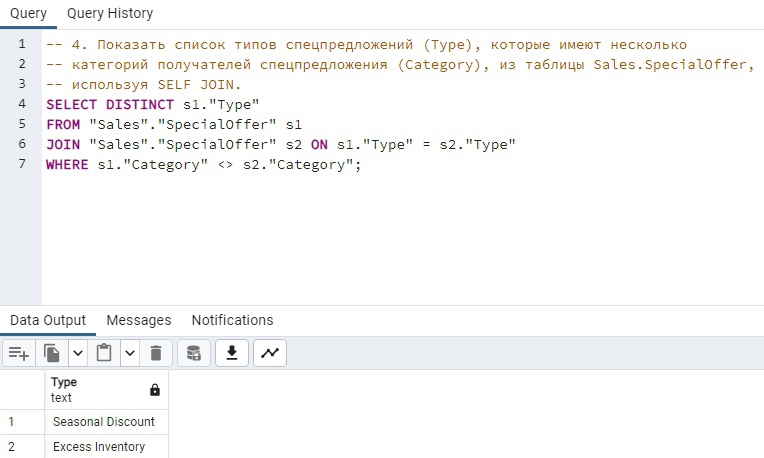 Query Query History
1 -- 4. Показать список типов спецпредложений (Type), которые имеют несколько
2 -- категорий получателей спецпредложения (Category), из таблицы Sales.SpecialOffer,
3 -- используя SELF JOIN.
4 SELECT DISTINCT s1."Type"
5 FROM "Sales"."SpecialOffer" s1
6 JOIN "Sales"."SpecialOffer" s2 ON s1."Type" = s2."Type"
7 WHERE s1."Category" <> s2."Category";
Data Output Messages Notifications
Type
text
1 Seasonal Discount
2 Excess Inventory